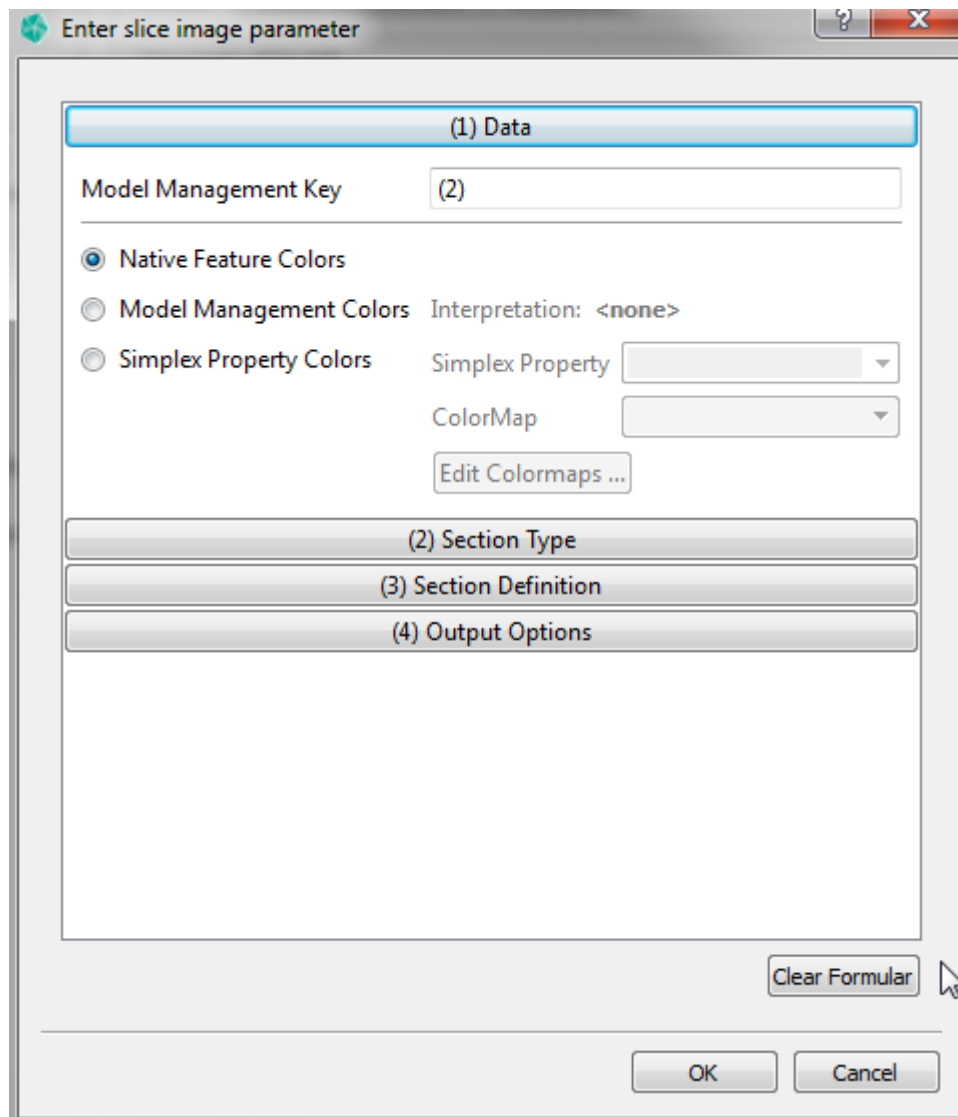 Enter slice image parameter
(1) Data
Model Management Key (2)
Native Feature Colors
Model Management Colors Interpretation: <none>
Simplex Property Colors Simplex Property
ColorMap
Edit Colormaps ...
(2) Section Type
(3) Section Definition
(4) Output Options
Clear Formular
OK Cancel